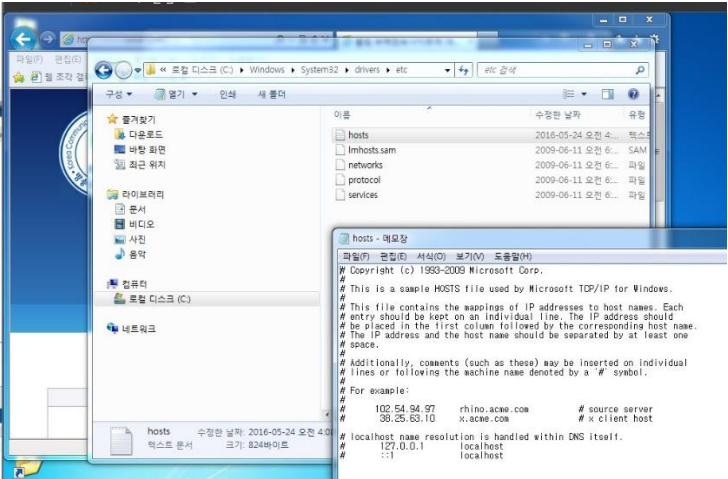 파일(F) 편집(E)
웹 조각 갤
Korea Commun
로컬 디스크 (C:) Windows System32 drivers etc
etc 검색
구성 열기 인쇄 새 폴더
이름 수정한 날짜 유형
즐겨찾기
다운로드
바탕 화면
최근 위치
라이브러리
문서
비디오
사진
음악
컴퓨터
로컬 디스크 (C:)
네트워크
hosts 2016-05-24 오전 4:... 텍스트
lmhosts.sam 2009-06-11 오전 6:... SAM
networks 2009-06-11 오전 6:... 파일
protocol 2009-06-11 오전 6:... 파일
services 2009-06-11 오전 6:... 파일
hosts 수정한 날짜: 2016-05-24 오전 4:0
텍스트 문서 크기: 824바이트
hosts - 메모장
파일(F) 편집(E) 서식(O) 보기(V) 도움말(H)
# Copyright (c) 1993-2009 Microsoft Corp.
#
# This is a sample HOSTS file used by Microsoft TCP/IP for Windows.
#
# This file contains the mappings of IP addresses to host names. Each
# entry should be kept on an individual line. The IP address should
# be placed in the first column followed by the corresponding host name.
# The IP address and the host name should be separated by at least one
# space.
#
# Additionally, comments (such as these) may be inserted on individual
# lines or following the machine name denoted by a '#' symbol.
#
# For example:
#
# 102.54.94.97 rhino.acme.com # source server
# 38.25.63.10 x.acme.com # x client host
# localhost name resolution is handled within DNS itself.
# 127.0.0.1 localhost
# ::1 localhost